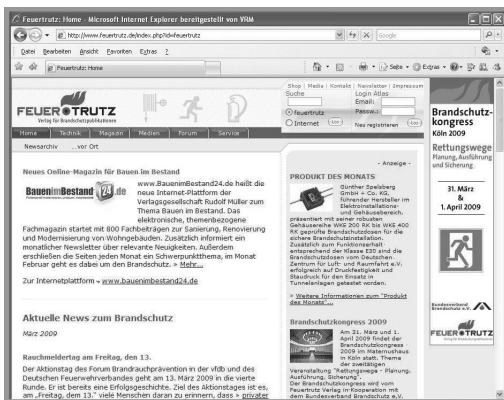 Feuertrutz: Home - Microsoft Internet Explorer bereitgestellt von VRM
http://www.feuertrutz.de/index.php?id=feuertrutz
Google
Datei Bearbeiten Ansicht Favoriten Extras ?
Feuertrutz: Home
Seite Extras
Shop | Media | Kontakt | Newsletter | Impressum
Suche
Login Atlas
Email:
Passw.:
feuertrutz
Internet
Neu registrieren
FEUERTRUTZ
Verlag für Brandschutzpublikationen
Home Technik Magazin Medien Forum Service
Newsarchiv ...vor Ort
Neues Online-Magazin für Bauen im Bestand
BauenimBestand24.de
www.BauenimBestand24.de heißt die
neue Internet-Plattform der
Verlagsgesellschaft Rudolf Müller zum
Thema Bauen im Bestand. Das
elektronische, themenbezogene
Fachmagazin startet mit 800 Fachbeiträgen zur Sanierung, Renovierung
und Modernisierung von Wohngebäuden. Zusätzlich informiert ein
monatlicher Newsletter über relevante Neuigkeiten. Außerdem
erschließen die Seiten jeden Monat ein Schwerpunktthema, im Monat
Februar geht es dabei um den Brandschutz. » Mehr...
Zur Internetplattform » www.bauenimbestand24.de
Aktuelle News zum Brandschutz
März 2009
Rauchmeldertag am Freitag, den 13.
Der Aktionstag des Forum Brandrauchprävention in der vfdb und des
Deutschen Feuerwehrverbandes geht am 13. März 2009 in die vierte
Runde. Er ist bereits eine Erfolgsgeschichte. Ziel des Aktionstages ist es,
am „Freitag, dem 13.“ viele Menschen daran zu erinnern, dass » privater
- Anzeige -
PRODUKT DES MONATS
Günther Spelsberg
GmbH + Co. KG,
führender Hersteller im
Elektroinstallations-
und Gehäusebereich,
präsentiert mit seiner robusten
Gehäusereihe WKE 200 RK bis WKE 400
RK geprüfte Brandschutzdosen für die
sichere Brandschutzinstallation.
Zusätzlich zum Funktionserhalt-
entsprechend der Klasse E30 sind die
Brandschutzdosen vom Deutschen
Zentrum für Luft- und Raumfahrt e.V.
erfolgreich auf Druckfestigkeit und
Staudruck für den Einsatz in
Tunnelanlagen getestet worden.
» Weitere Informationen zum "Produkt
des Monats"...
Brandschutzkongress 2009
Am 31. März und 1.
April 2009 findet der
Brandschutzkongress
2009 im Maternushaus
in Köln statt. Thema
der zweitätigen
Veranstaltung "Rettungswege - Planung,
Ausführung, Sicherung".
Der Brandschutzkongress wird vom
Feuertrutz Verlag in Kooperation mit
dem Bundesverband Brandschutz e.V.
Brandschutz-
kongress
Köln 2009
Rettungswege
Planung, Ausführung
und Sicherung
31. März
&
1. April 2009
Bundesverband
Brandschutz e.V.
FEUERTRUTZ